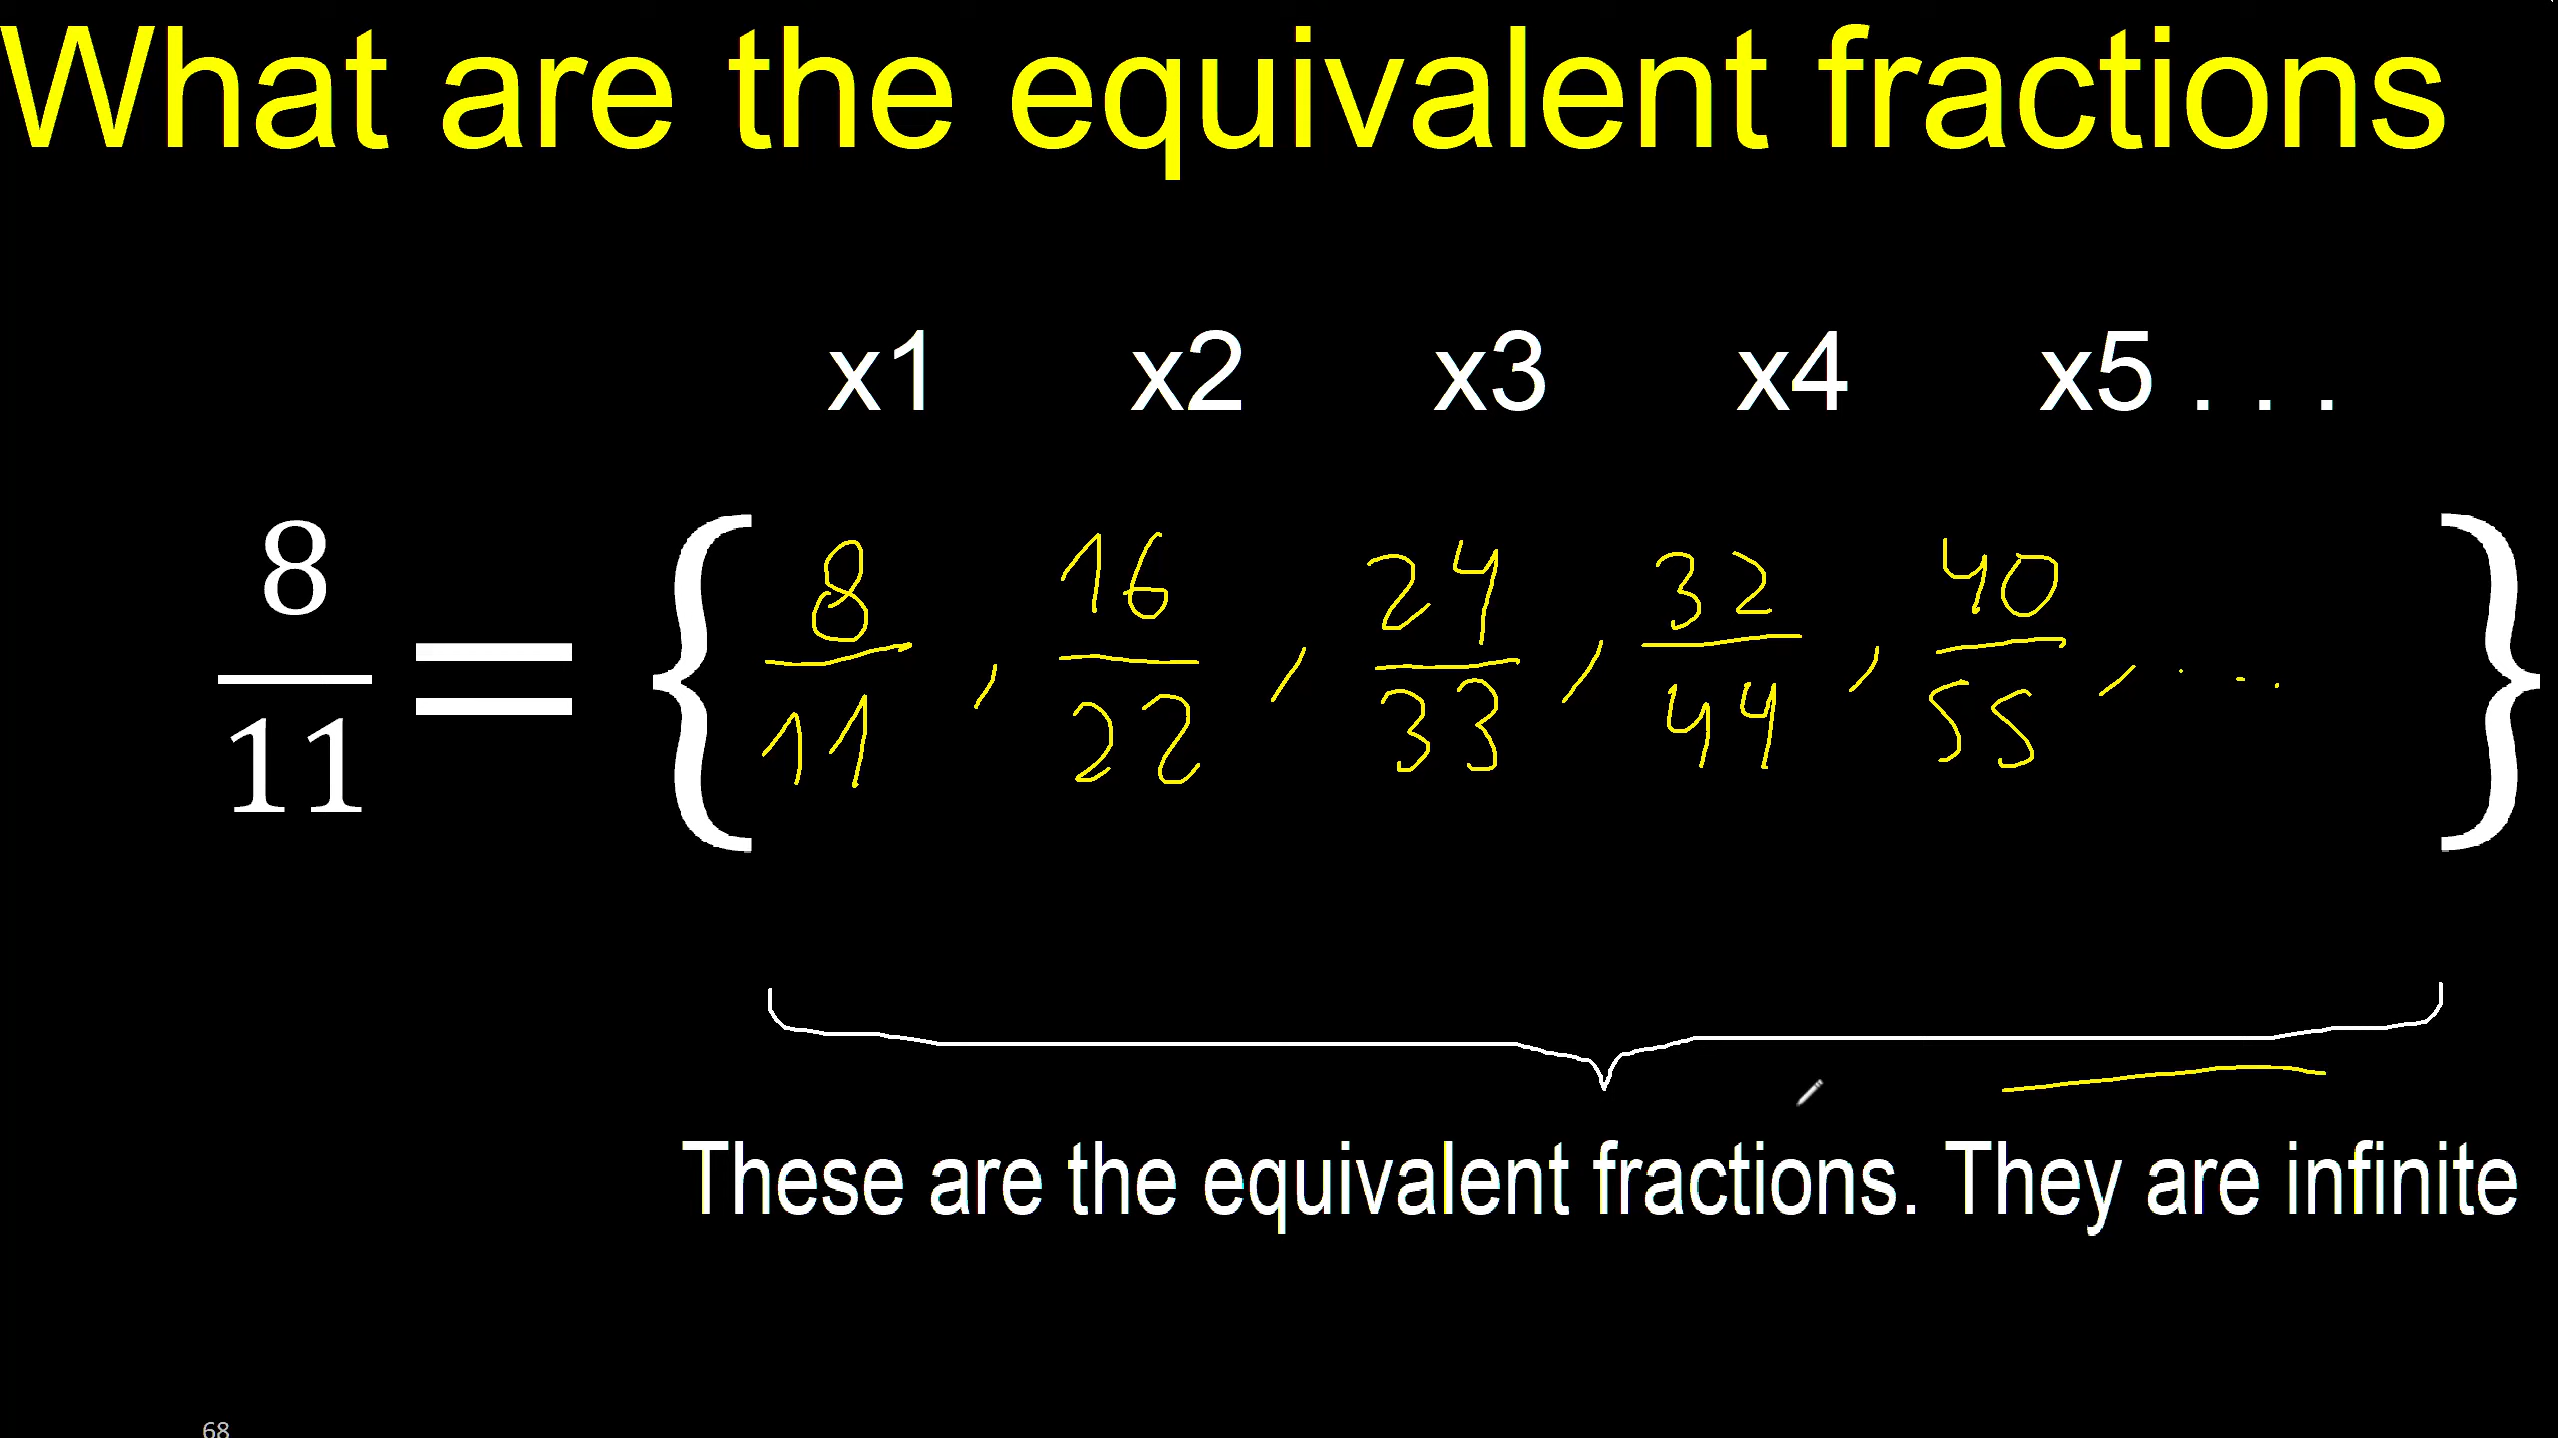 What are the equivalent fractions
x1 x2 x3 x4 x5 . . .
8/11 = { 8/11 , 16/22 , 24/33 , 32/44 , 40/55 , ... }
These are the equivalent fractions. They are infinite
68